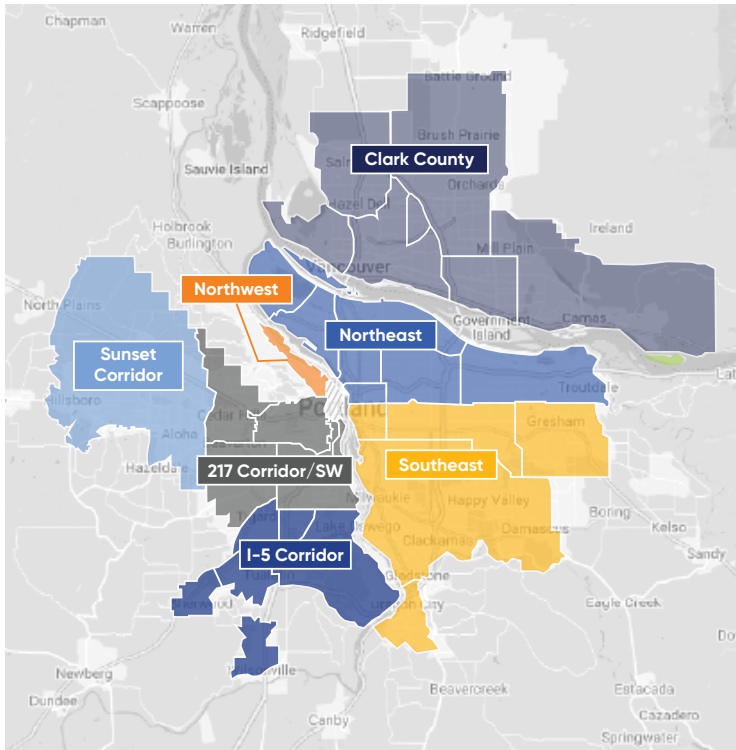 Chapman
Warren
Ridgefield
Battle Ground
Scappoose
Brush Prairie
Clark County
Sauvie Island
Orchards
Hazel Dell
Holbrook
Burlington
Ireland
Mill Plain
Vancouver
Northwest
North Plains
Camas
Government
Island
Northeast
Sunset
Corridor
Troutdale
Hillsboro
Portland
Cedar
Gresham
Aloha
Southeast
Hazeldale
217 Corridor/SW
Milwaukie
Happy Valley
Boring
Tigard
Lake Oswego
Damascus
Kelso
Clackamas
I-5 Corridor
Sandy
Tualatin
Gladstone
Sherwood
Oregon City
Eagle Creek
Newberg
Wilsonville
Dundee
Beavercreek
Estacada
Canby
Cazadero
Springwater